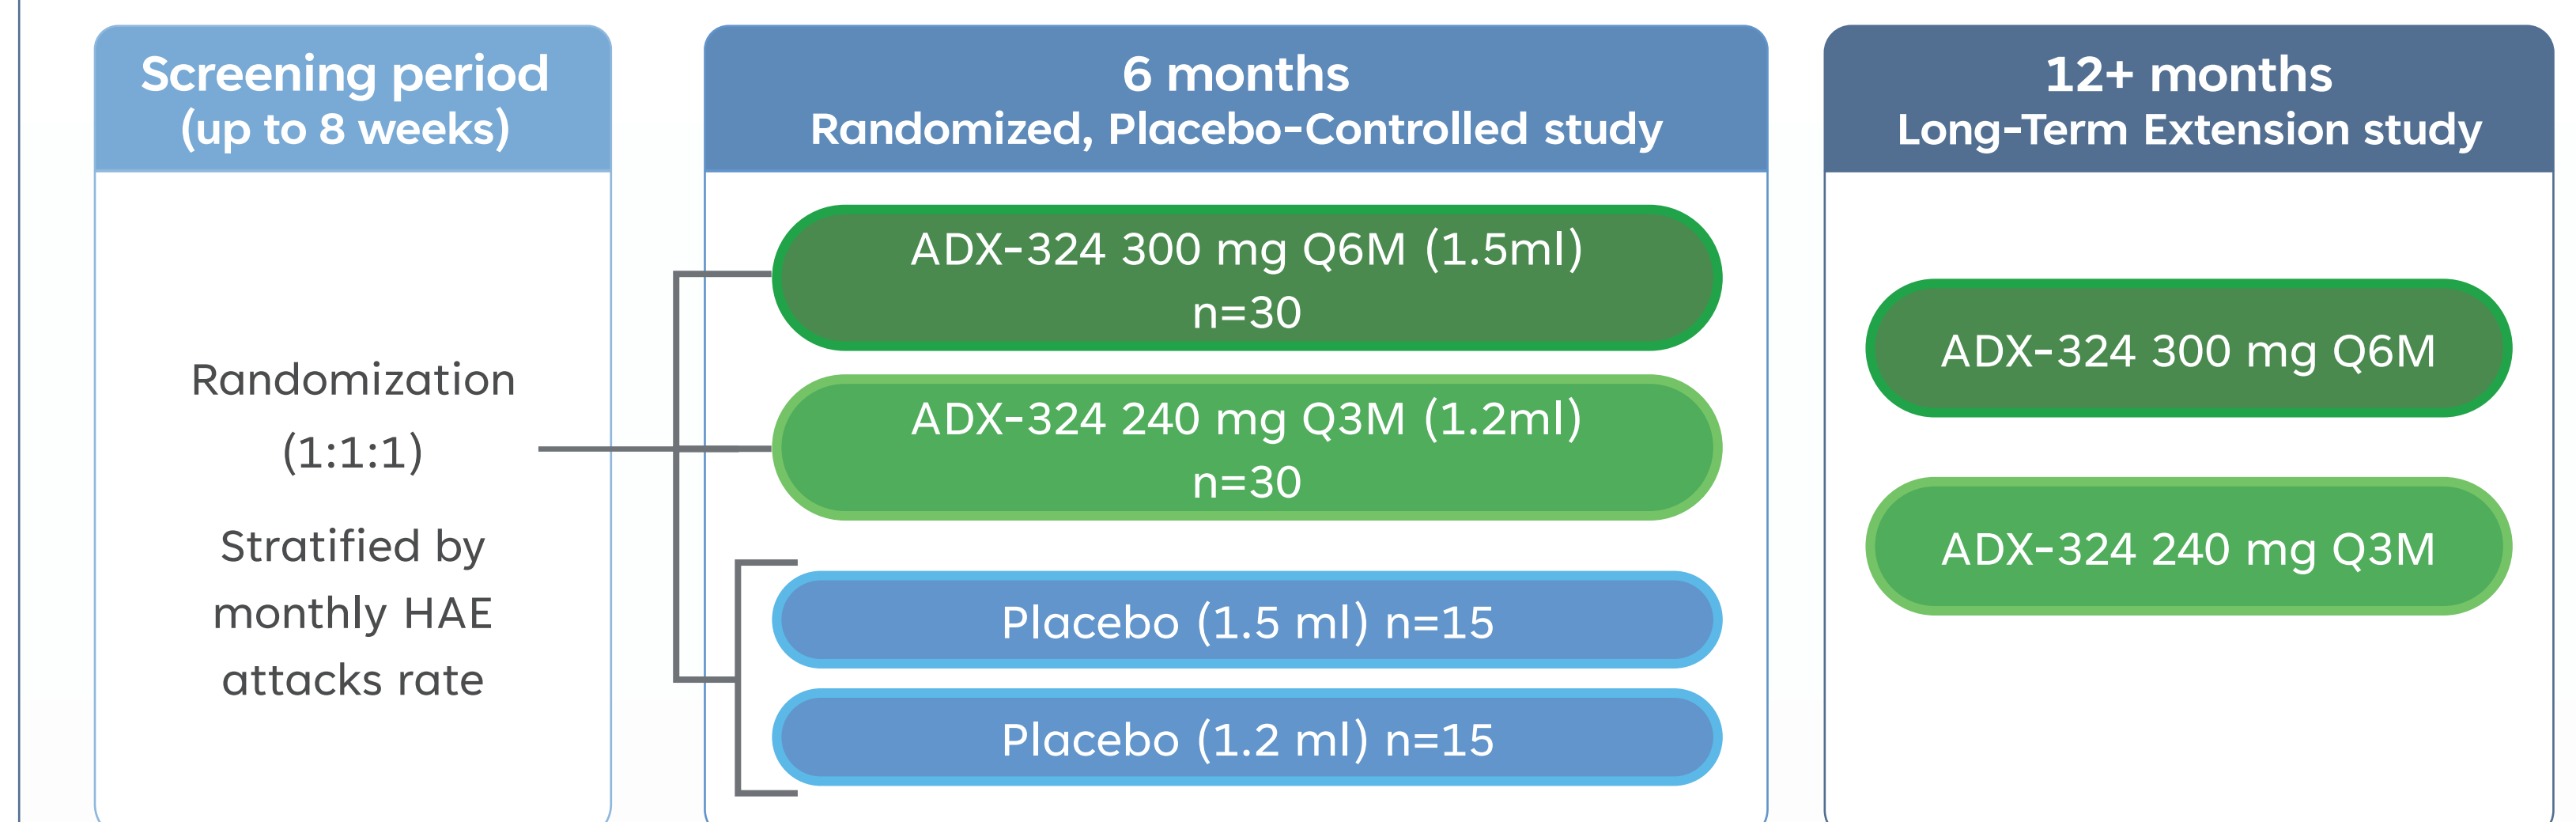 Screening period
(up to 8 weeks)
Randomization
(1:1:1)
Stratified by
monthly HAE
attacks rate
6 months
Randomized, Placebo-Controlled study
ADX-324 300 mg Q6M (1.5ml)
n=30
ADX-324 240 mg Q3M (1.2ml)
n=30
Placebo (1.5 ml) n=15
Placebo (1.2 ml) n=15
12+ months
Long-Term Extension study
ADX-324 300 mg Q6M
ADX-324 240 mg Q3M